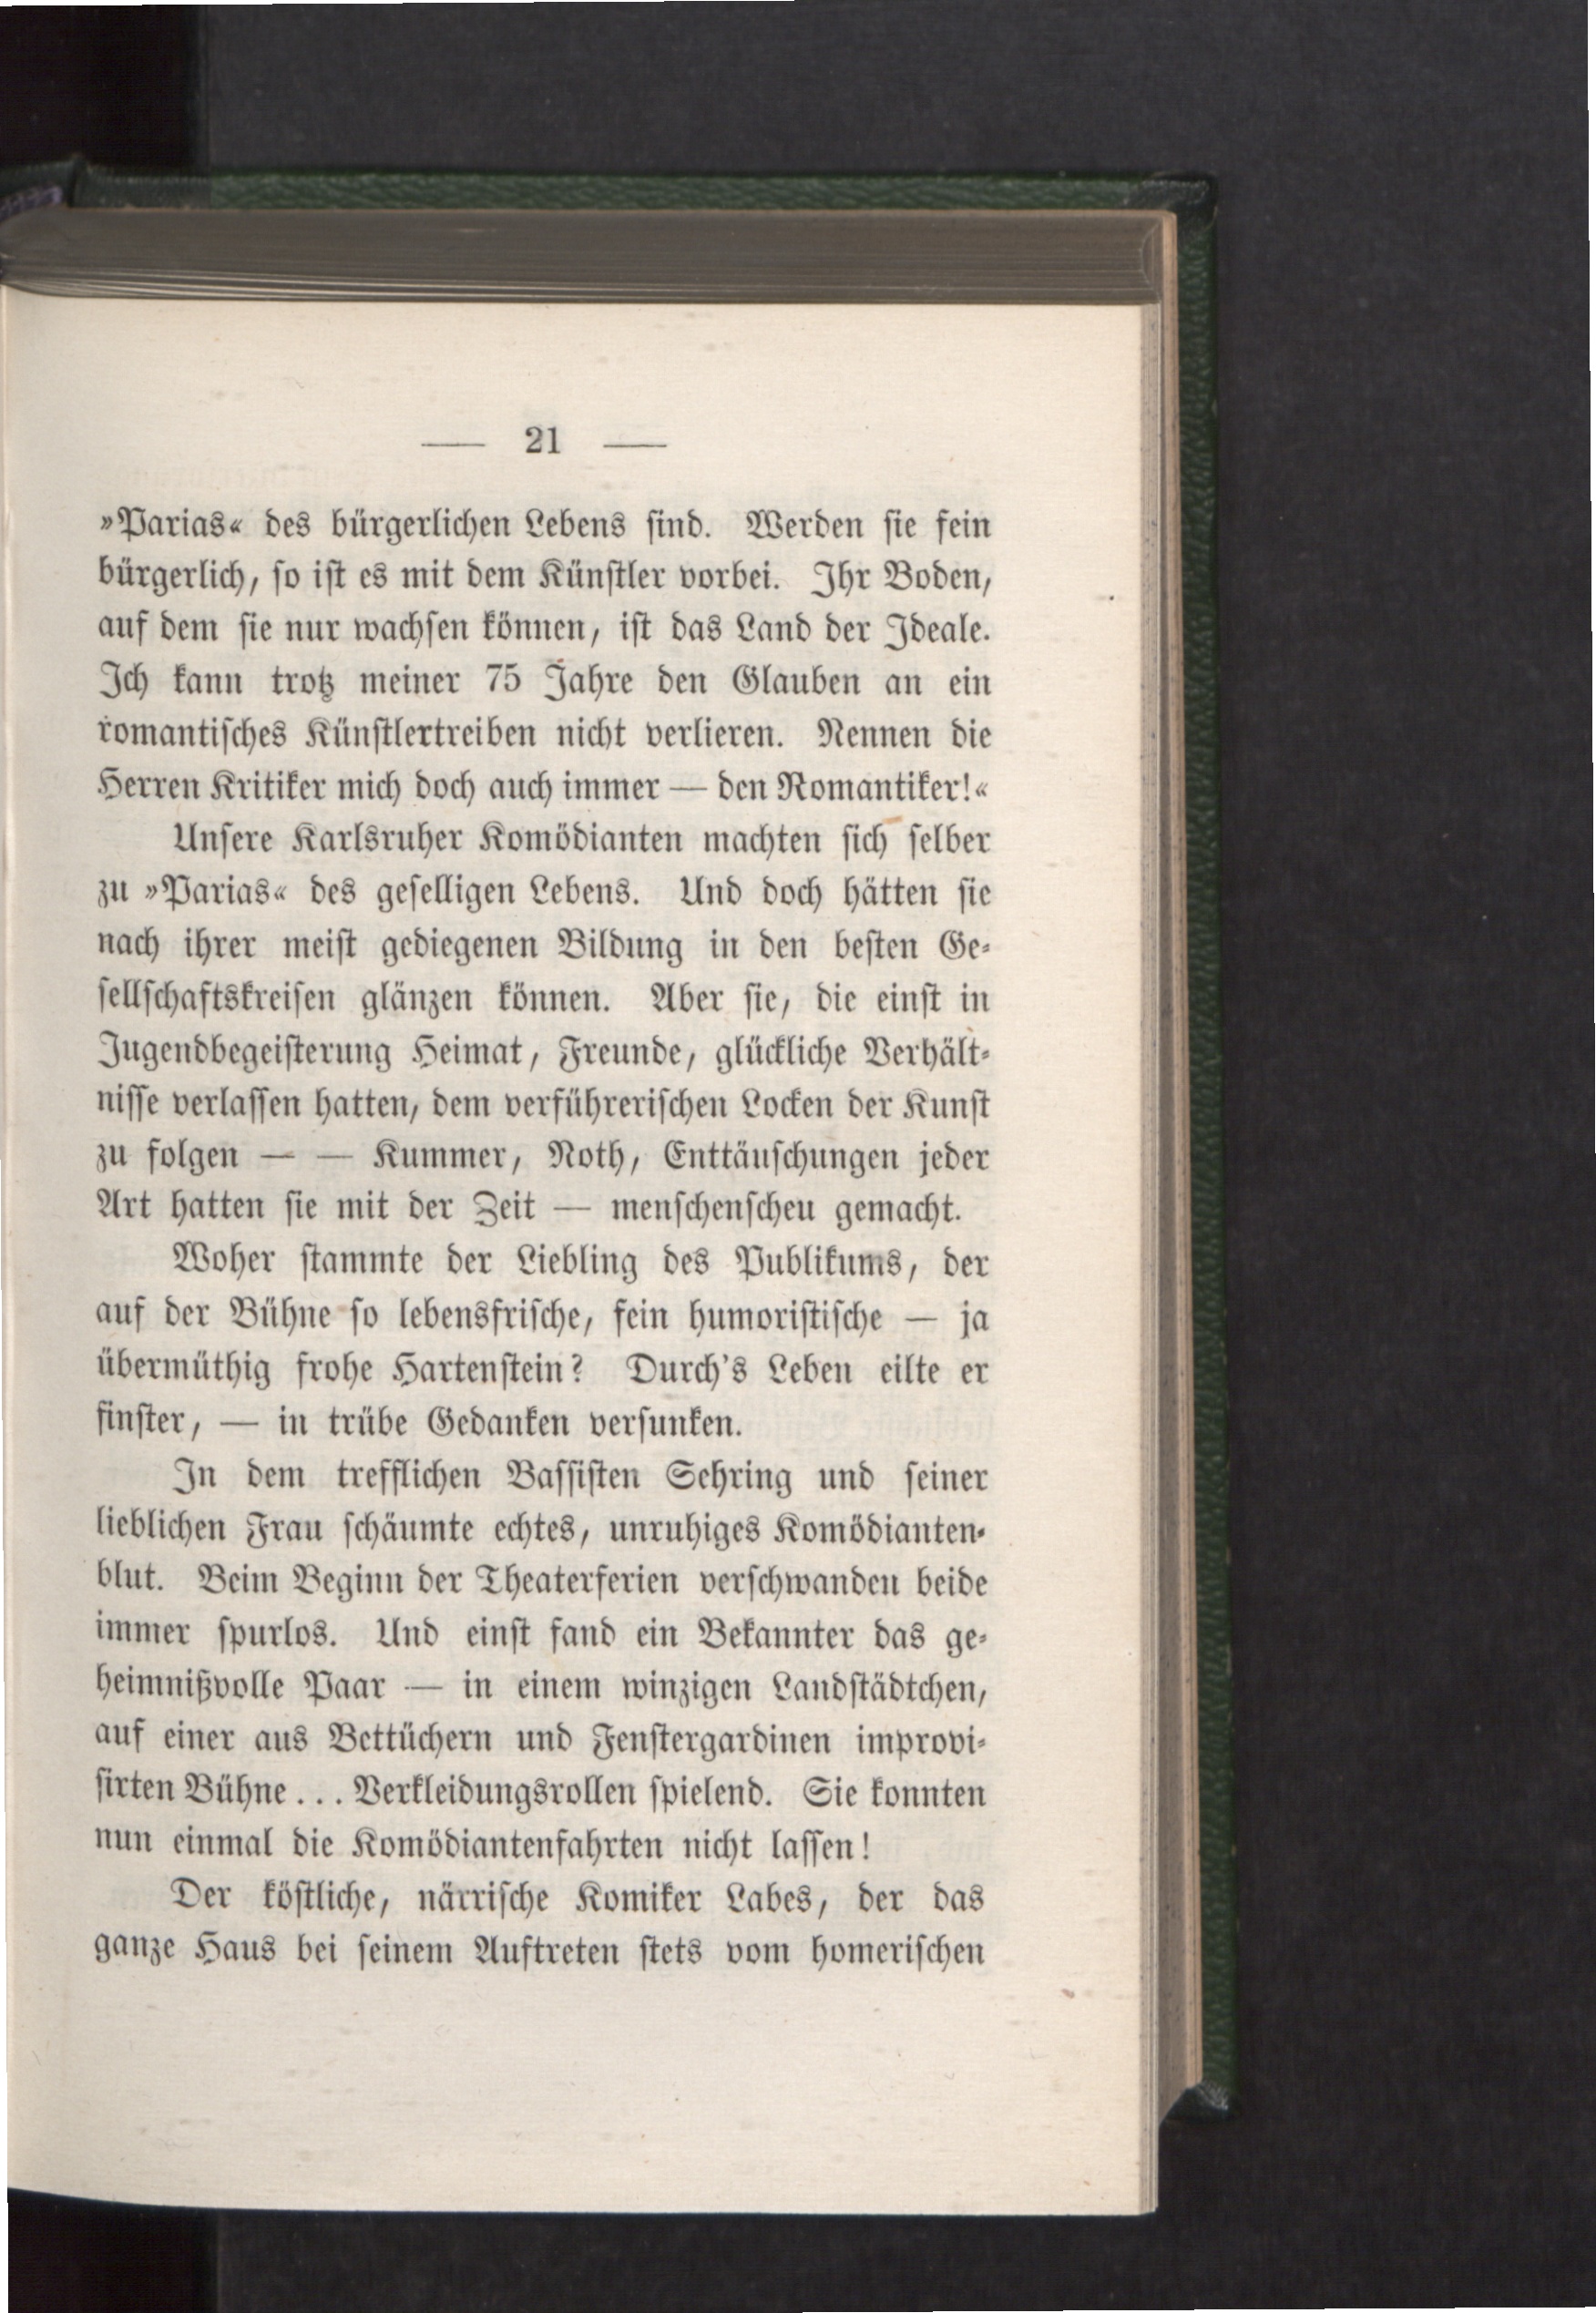 — 21 —
»Parias« des bürgerlichen Lebens sind. Werden sie fein
bürgerlich, so ist es mit dem Künstler vorbei. Ihr Boden,
auf dem sie nur wachsen können, ist das Land der Ideale.
Ich kann trotz meiner 75 Jahre den Glauben an ein
romantisches Künstlertreiben nicht verlieren. Nennen die
Herren Kritiker mich doch auch immer — den Romantiker!«
Unsere Karlsruher Komödianten machten sich selber
zu »Parias« des geselligen Lebens. Und doch hätten sie
nach ihrer meist gediegenen Bildung in den besten Ge-
sellschaftskreisen glänzen können. Aber sie, die einst in
Jugendbegeisterung Heimat, Freunde, glückliche Verhält-
nisse verlassen hatten, dem verführerischen Locken der Kunst
zu folgen — — Kummer, Noth, Enttäuschungen jeder
Art hatten sie mit der Zeit — menschenscheu gemacht.
Woher stammte der Liebling des Publikums, der
auf der Bühne so lebensfrische, fein humoristische — ja
übermüthig frohe Hartenstein? Durch's Leben eilte er
finster, — in trübe Gedanken versunken.
In dem trefflichen Bassisten Sehring und seiner
lieblichen Frau schäumte echtes, unruhiges Komödianten-
blut. Beim Beginn der Theaterferien verschwanden beide
immer spurlos. Und einst fand ein Bekannter das ge-
heimnißvolle Paar — in einem winzigen Landstädtchen,
auf einer aus Bettüchern und Fenstergardinen improvi-
sirten Bühne... Verkleidungsrollen spielend. Sie konnten
nun einmal die Komödiantenfahrten nicht lassen!
Der köstliche, närrische Komiker Labes, der das
ganze Haus bei seinem Auftreten stets vom homerischen